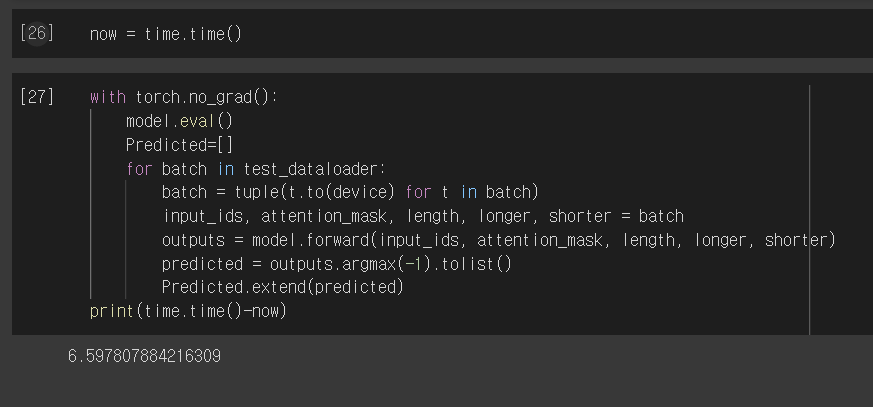 [26] now = time.time()
[27] with torch.no_grad():
model.eval()
Predicted=[]
for batch in test_dataloader:
batch = tuple(t.to(device) for t in batch)
input_ids, attention_mask, length, longer, shorter = batch
outputs = model.forward(input_ids, attention_mask, length, longer, shorter)
predicted = outputs.argmax(-1).tolist()
Predicted.extend(predicted)
print(time.time()-now)
6.597807884216309